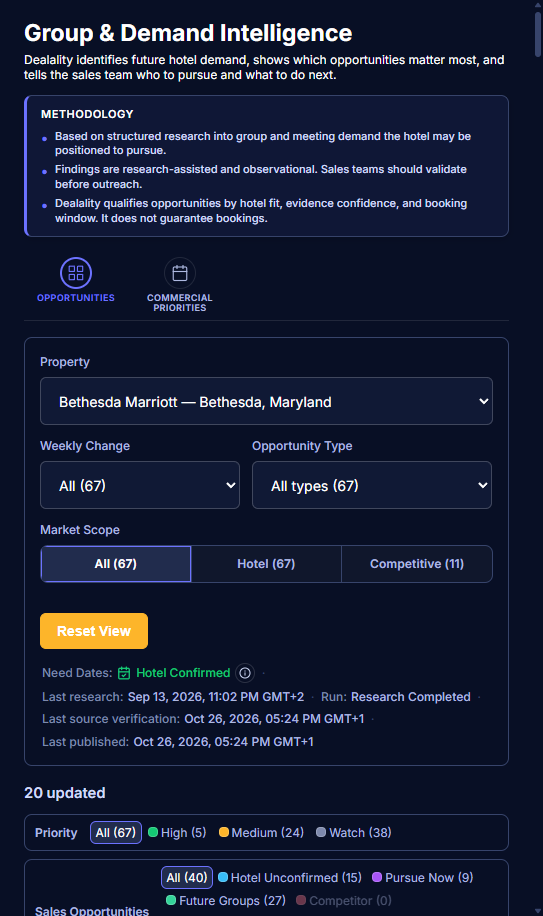 Group & Demand Intelligence
Dealality identifies future hotel demand, shows which opportunities matter most, and
tells the sales team who to pursue and what to do next.
METHODOLOGY
Based on structured research into group and meeting demand the hotel may be
positioned to pursue.
Findings are research-assisted and observational. Sales teams should validate
before outreach.
Dealality qualifies opportunities by hotel fit, evidence confidence, and booking
window. It does not guarantee bookings.
OPPORTUNITIES
COMMERCIAL
PRIORITIES
Property
Bethesda Marriott — Bethesda, Maryland
Weekly Change
Opportunity Type
All (67)
All types (67)
Market Scope
All (67)
Hotel (67)
Competitive (11)
Reset View
Need Dates: Hotel Confirmed ·
Last research: Sep 13, 2026, 11:02 PM GMT+2 · Run: Research Completed ·
Last source verification: Oct 26, 2026, 05:24 PM GMT+1 ·
Last published: Oct 26, 2026, 05:24 PM GMT+1
20 updated
Priority All (67) High (5) Medium (24) Watch (38)
All (40) Hotel Unconfirmed (15) Pursue Now (9)
Future Groups (27) Competitor (0)
Sales Opportunities